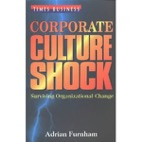 TIMES BUSINESS
CORPORATE
CULTURE
SHOCK
Surviving Organizational Change
Adrian Furnham